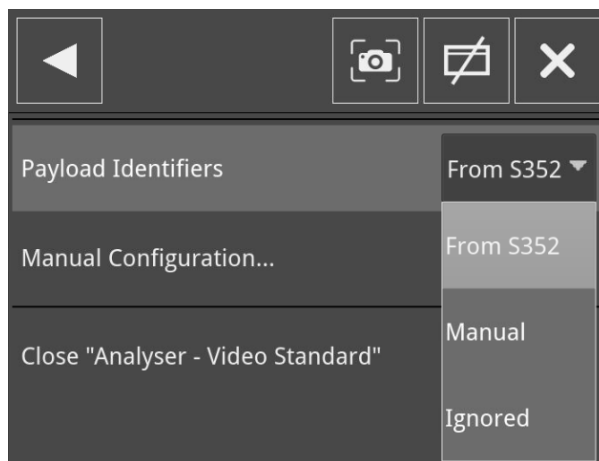 Payload Identifiers
From S352
From S352
Manual Configuration...
Manual
Close "Analyser - Video Standard"
Ignored